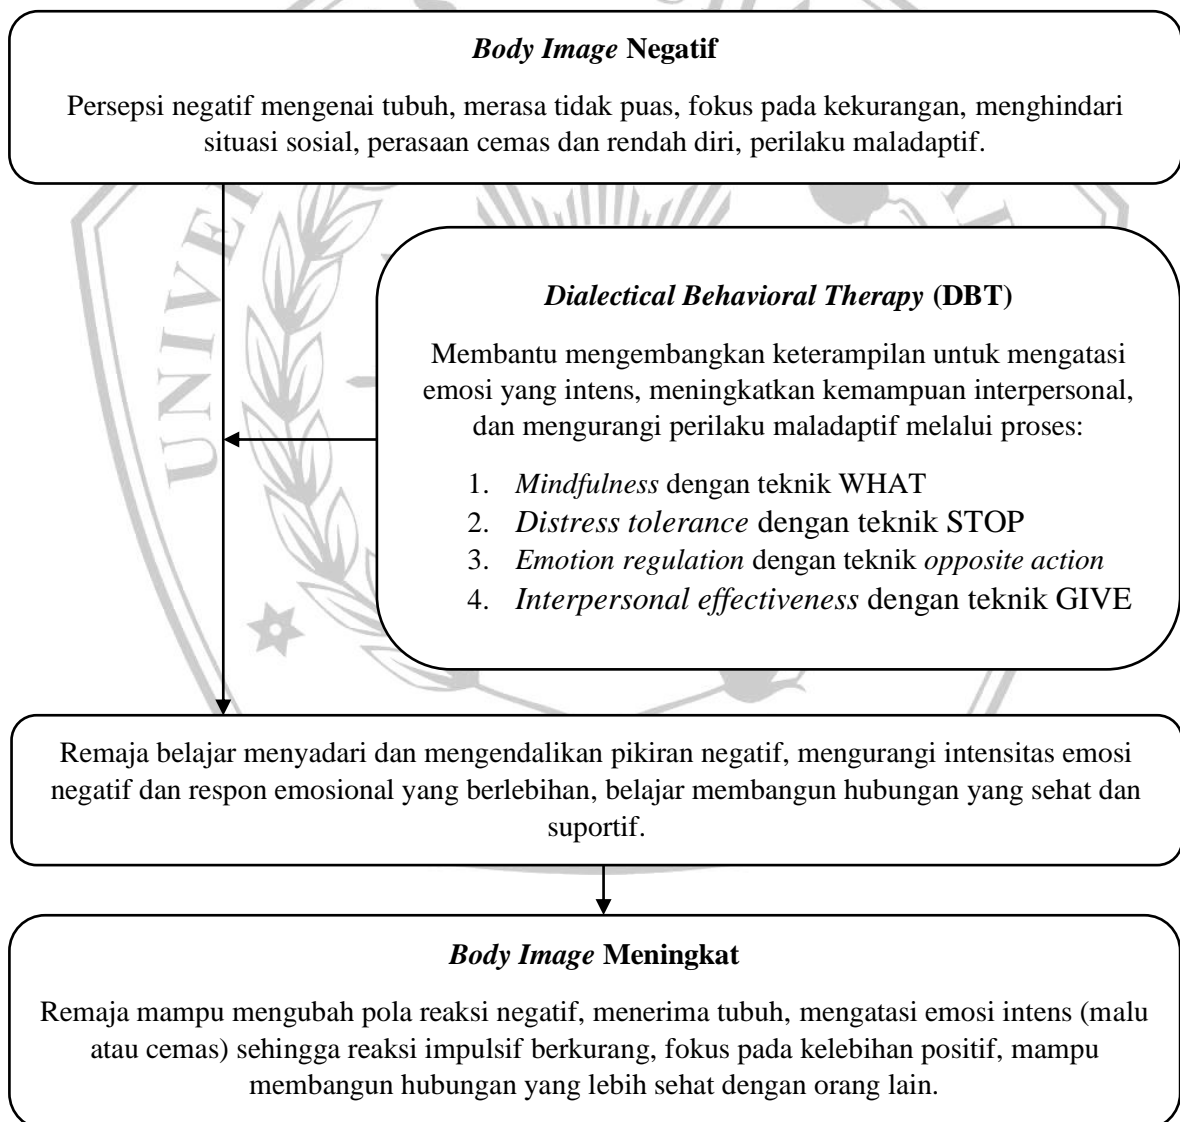 Body Image Negatif
Persepsi negatif mengenai tubuh, merasa tidak puas, fokus pada kekurangan, menghindari
situasi sosial, perasaan cemas dan rendah diri, perilaku maladaptif.
Dialectical Behavioral Therapy (DBT)
Membantu mengembangkan keterampilan untuk mengatasi
emosi yang intens, meningkatkan kemampuan interpersonal,
dan mengurangi perilaku maladaptif melalui proses:
1. Mindfulness dengan teknik WHAT
2. Distress tolerance dengan teknik STOP
3. Emotion regulation dengan teknik opposite action
4. Interpersonal effectiveness dengan teknik GIVE
Remaja belajar menyadari dan mengendalikan pikiran negatif, mengurangi intensitas emosi
negatif dan respon emosional yang berlebihan, belajar membangun hubungan yang sehat dan
suportif.
Body Image Meningkat
Remaja mampu mengubah pola reaksi negatif, menerima tubuh, mengatasi emosi intens (malu
atau cemas) sehingga reaksi impulsif berkurang, fokus pada kelebihan positif, mampu
membangun hubungan yang lebih sehat dengan orang lain.